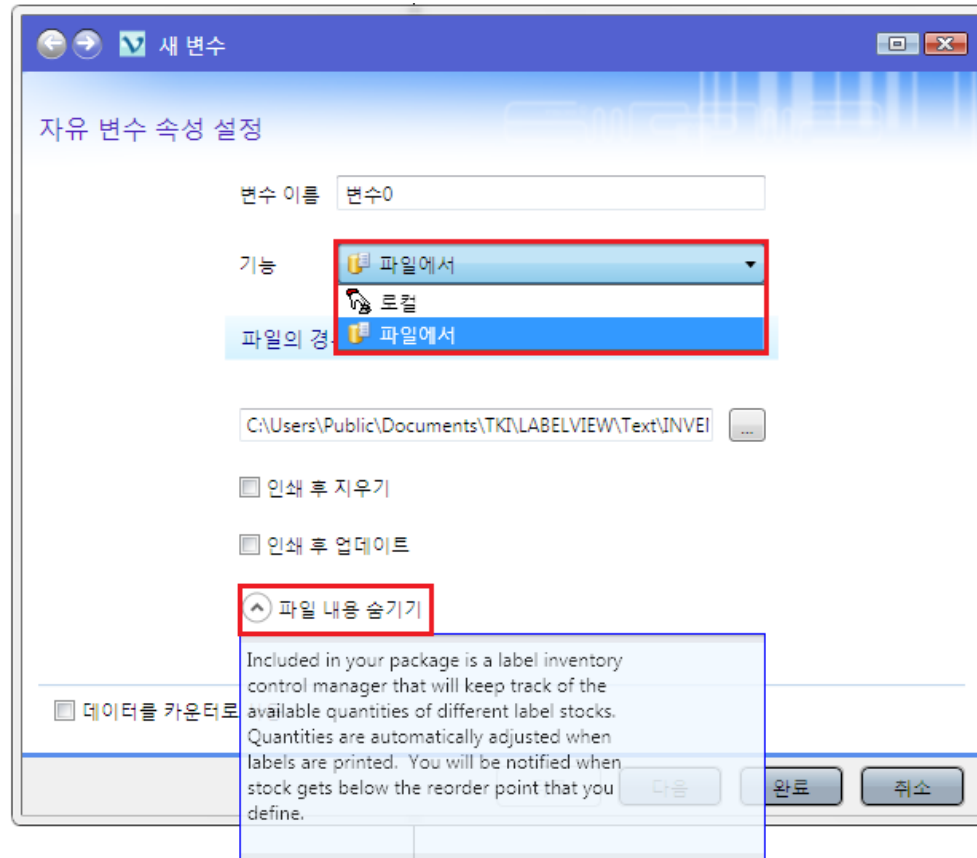 새 변수
자유 변수 속성 설정
변수 이름 변수0
기능 파일에서
로컬
파일의 파일에서
C:\Users\Public\Documents\TKI\LABELVIEW\Text\
...
인쇄 후 지우기
인쇄 후 업데이트
파일 내용 숨기기
Included in your package is a label inventory
control manager that will keep track of the
데이터를 카운터로 available quantities of different label stocks.
Quantities are automatically adjusted when
labels are printed. You will be notified when
stock gets below the reorder point that you
define.
다음 완료 취소